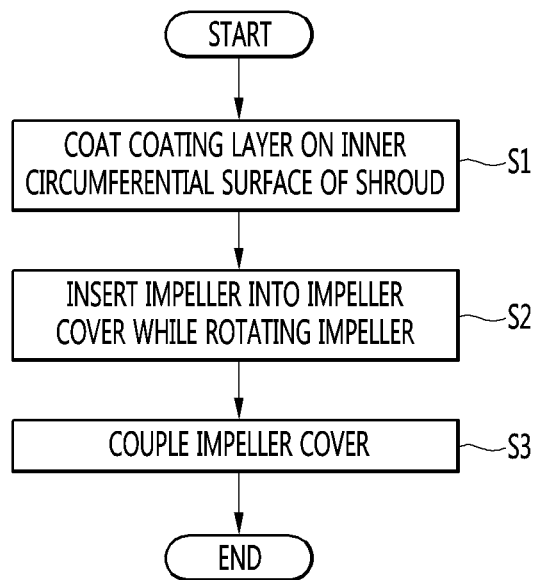 START
COAT COATING LAYER ON INNER
CIRCUMFERENTIAL SURFACE OF SHROUD
S1
INSERT IMPELLER INTO IMPELLER
COVER WHILE ROTATING IMPELLER
S2
COUPLE IMPELLER COVER
S3
END